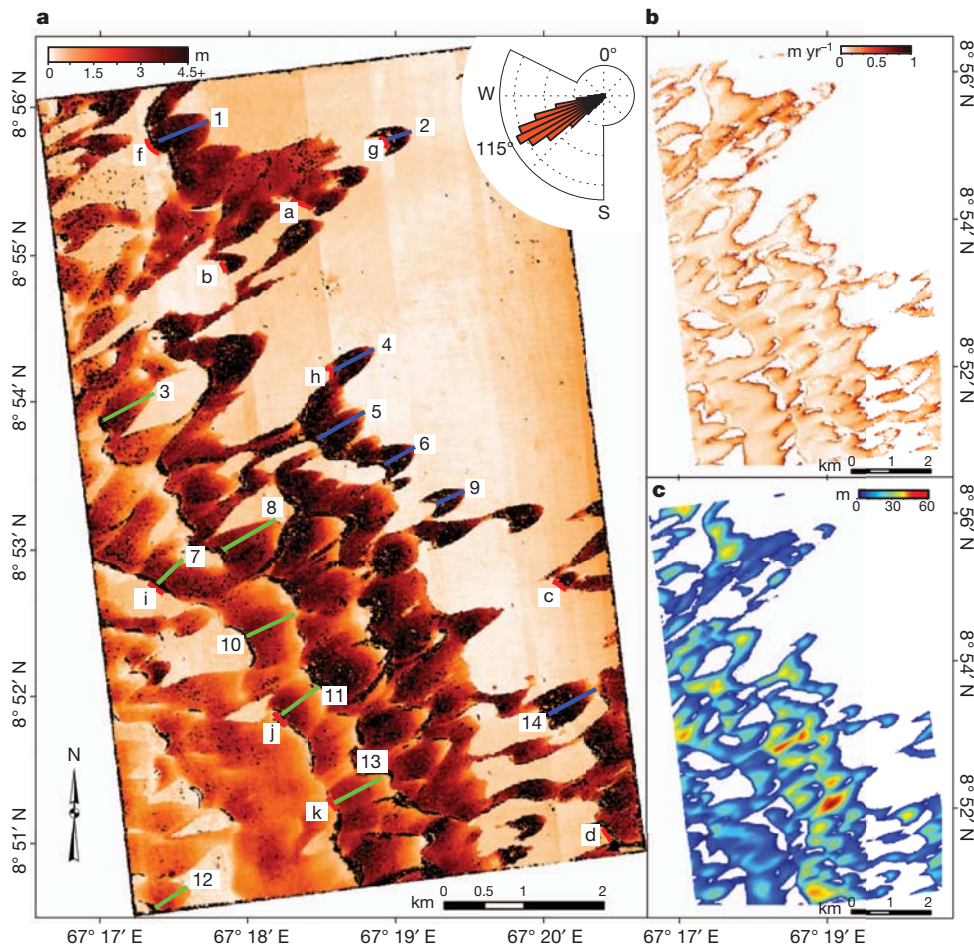 a
m
0 1.5 3 4.5+
0°
W
115°
S
8° 56′ N
8° 55′ N
8° 54′ N
8° 53′ N
8° 52′ N
8° 51′ N
1
2
f
g
a
b
4
h
3
5
6
9
8
7
i
c
10
11
j
14
13
k
d
12
N
km
0 0.5 1 2
67° 17′ E 67° 18′ E 67° 19′ E 67° 20′ E
b
m yr⁻¹
0 0.5 1
8° 56′ N
8° 54′ N
8° 52′ N
km 0 1 2
c
m
0 30 60
8° 56′ N
8° 54′ N
8° 52′ N
km 0 1 2
67° 17′ E 67° 19′ E